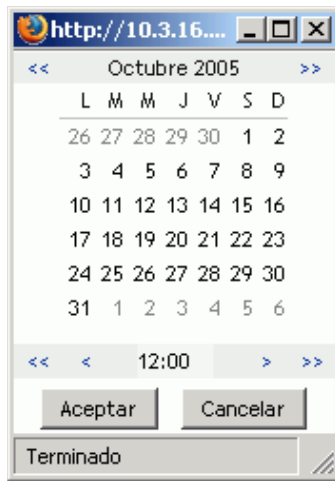 http://10.3.16....
<< Octubre 2005 >>
L M M J V S D
26 27 28 29 30 1 2
3 4 5 6 7 8 9
10 11 12 13 14 15 16
17 18 19 20 21 22 23
24 25 26 27 28 29 30
31 1 2 3 4 5 6
<< < 12:00 > >>
Aceptar Cancelar
Terminado